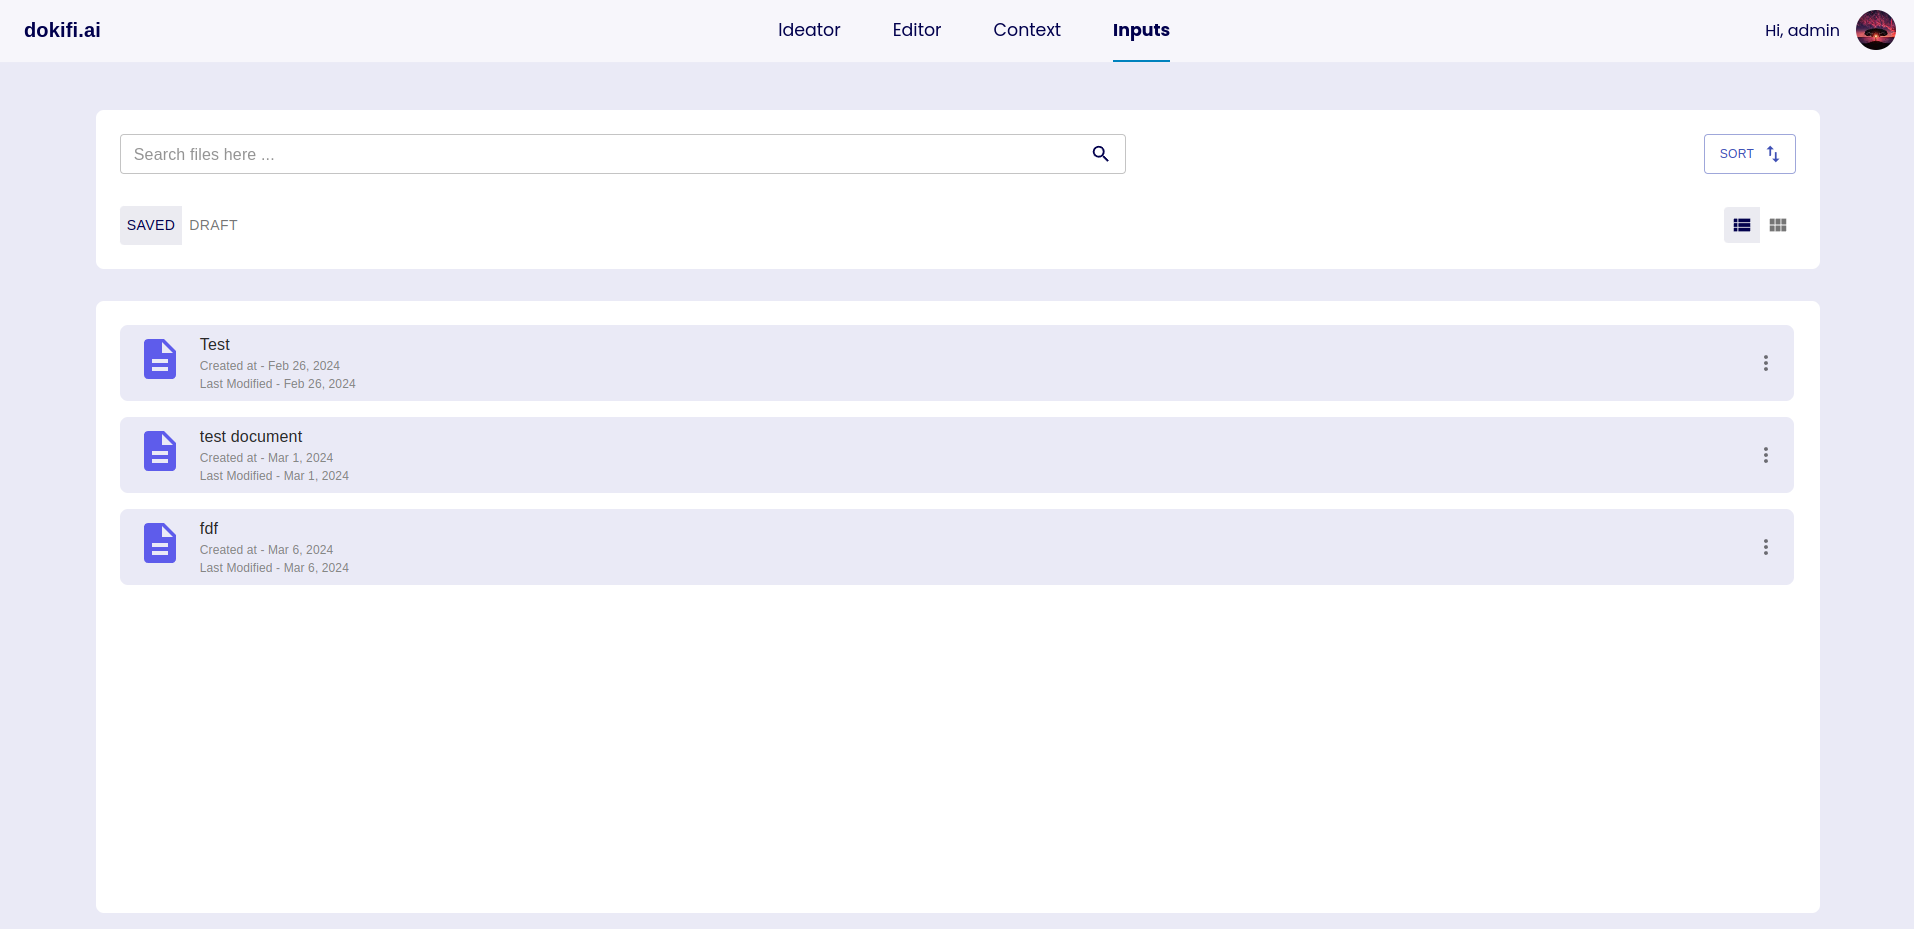 dokifi.ai
Ideator
Editor
Context
Inputs
Hi, admin
Search files here ...
SORT
SAVED
DRAFT
Test
Created at - Feb 26, 2024
Last Modified - Feb 26, 2024
test document
Created at - Mar 1, 2024
Last Modified - Mar 1, 2024
fdf
Created at - Mar 6, 2024
Last Modified - Mar 6, 2024